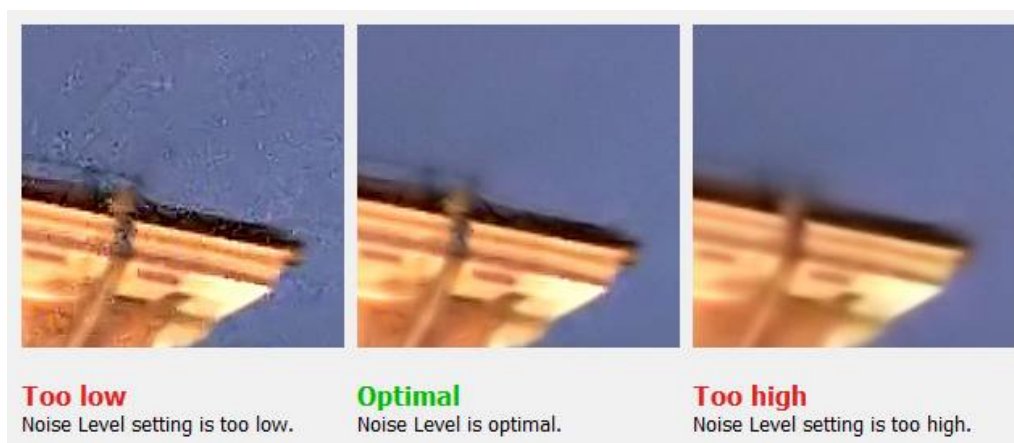 Too low
Noise Level setting is too low.
Optimal
Noise Level is optimal.
Too high
Noise Level setting is too high.